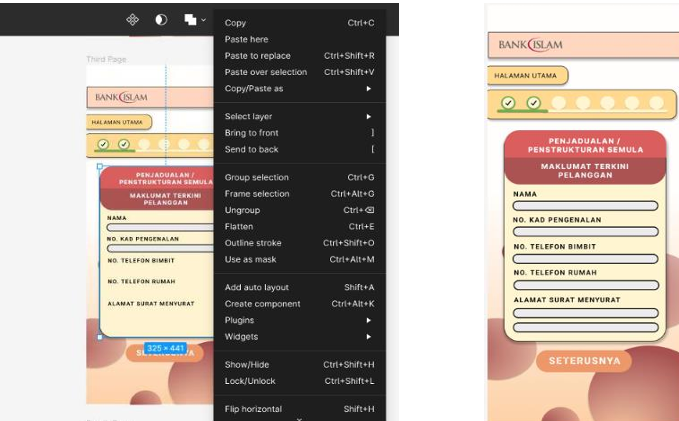 Third Page
BANK ISLAM
HALAMAN UTAMA
PENJADUALAN /
PENSTRUKTURAN SEMULA
MAKLUMAT TERKINI
PELANGGAN
NAMA
NO. KAD PENGENALAN
NO. TELEFON BIMBIT
NO. TELEFON RUMAH
ALAMAT SURAT MENYURAT
325 × 441
Copy Ctrl+C
Paste here
Paste to replace Ctrl+Shift+R
Paste over selection Ctrl+Shift+V
Copy/Paste as
Select layer
Bring to front ]
Send to back [
Group selection Ctrl+G
Frame selection Ctrl+Alt+G
Ungroup Ctrl+⌫
Flatten Ctrl+E
Outline stroke Ctrl+Shift+O
Use as mask Ctrl+Alt+M
Add auto layout Shift+A
Create component Ctrl+Alt+K
Plugins
Widgets
Show/Hide Ctrl+Shift+H
Lock/Unlock Ctrl+Shift+L
Flip horizontal Shift+H
BANK ISLAM
HALAMAN UTAMA
PENJADUALAN /
PENSTRUKTURAN SEMULA
MAKLUMAT TERKINI
PELANGGAN
NAMA
NO. KAD PENGENALAN
NO. TELEFON BIMBIT
NO. TELEFON RUMAH
ALAMAT SURAT MENYURAT
SETERUSNYA